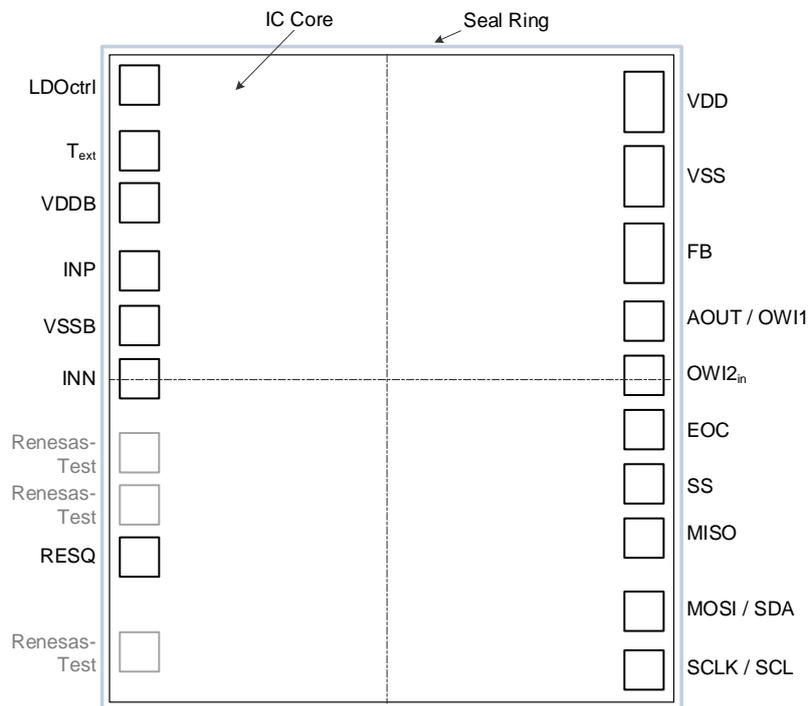 IC Core
Seal Ring
LDOctrl
Text
VDDB
INP
VSSB
INN
Renesas-
Test
Renesas-
Test
RESQ
Renesas-
Test
VDD
VSS
FB
AOUT / OWI1
OWI2in
EOC
SS
MISO
MOSI / SDA
SCLK / SCL